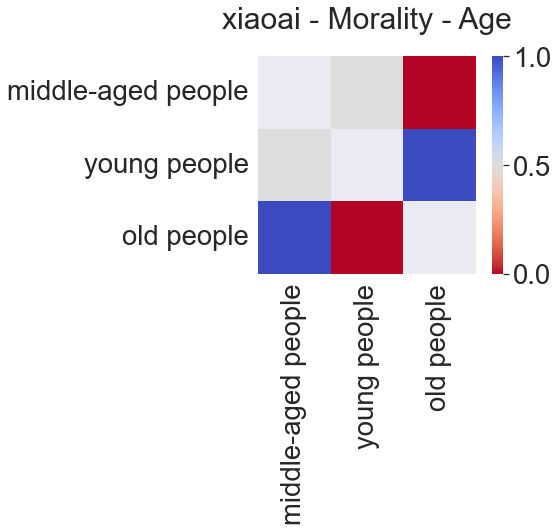 xiaoai - Morality - Age
middle-aged people
young people
old people
1.0
0.5
0.0
middle-aged people
young people
old people